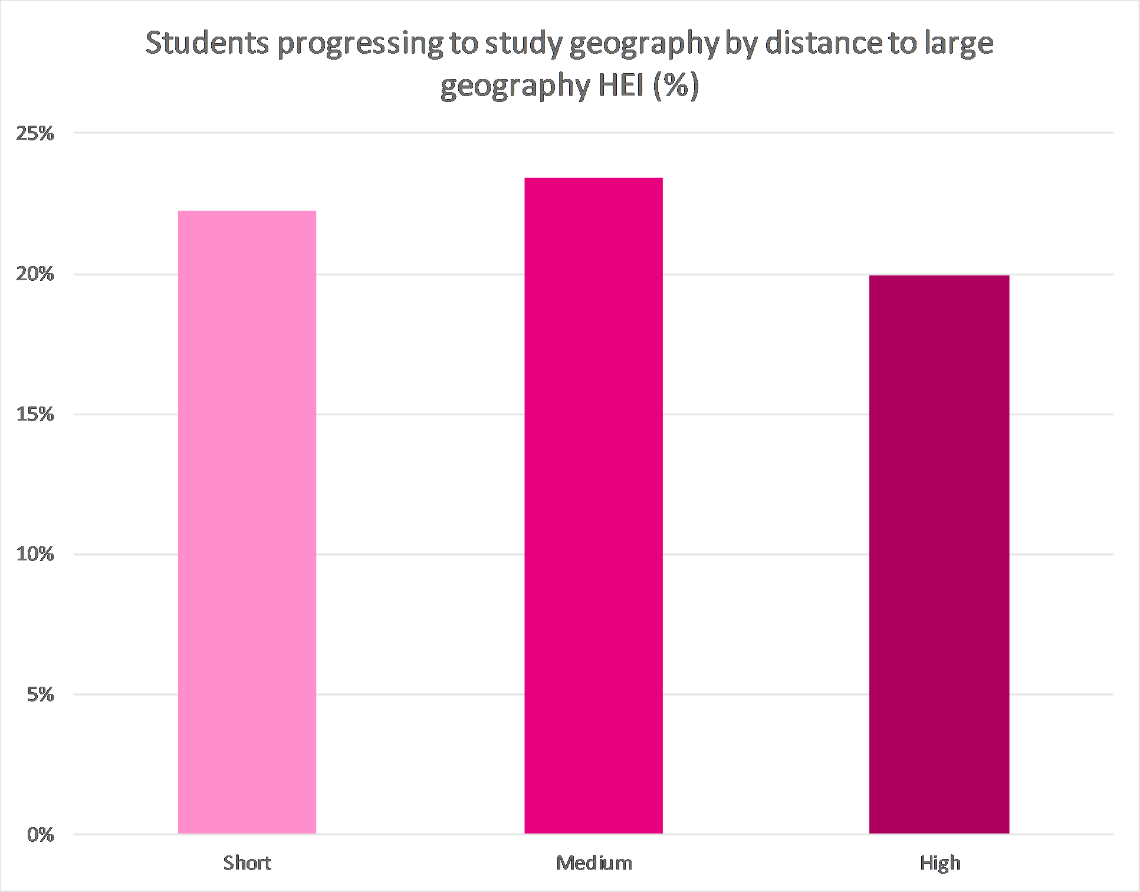 Students progressing to study geography by distance to large
geography HEI (%)
25%
20%
15%
10%
5%
0%
Short
Medium
High